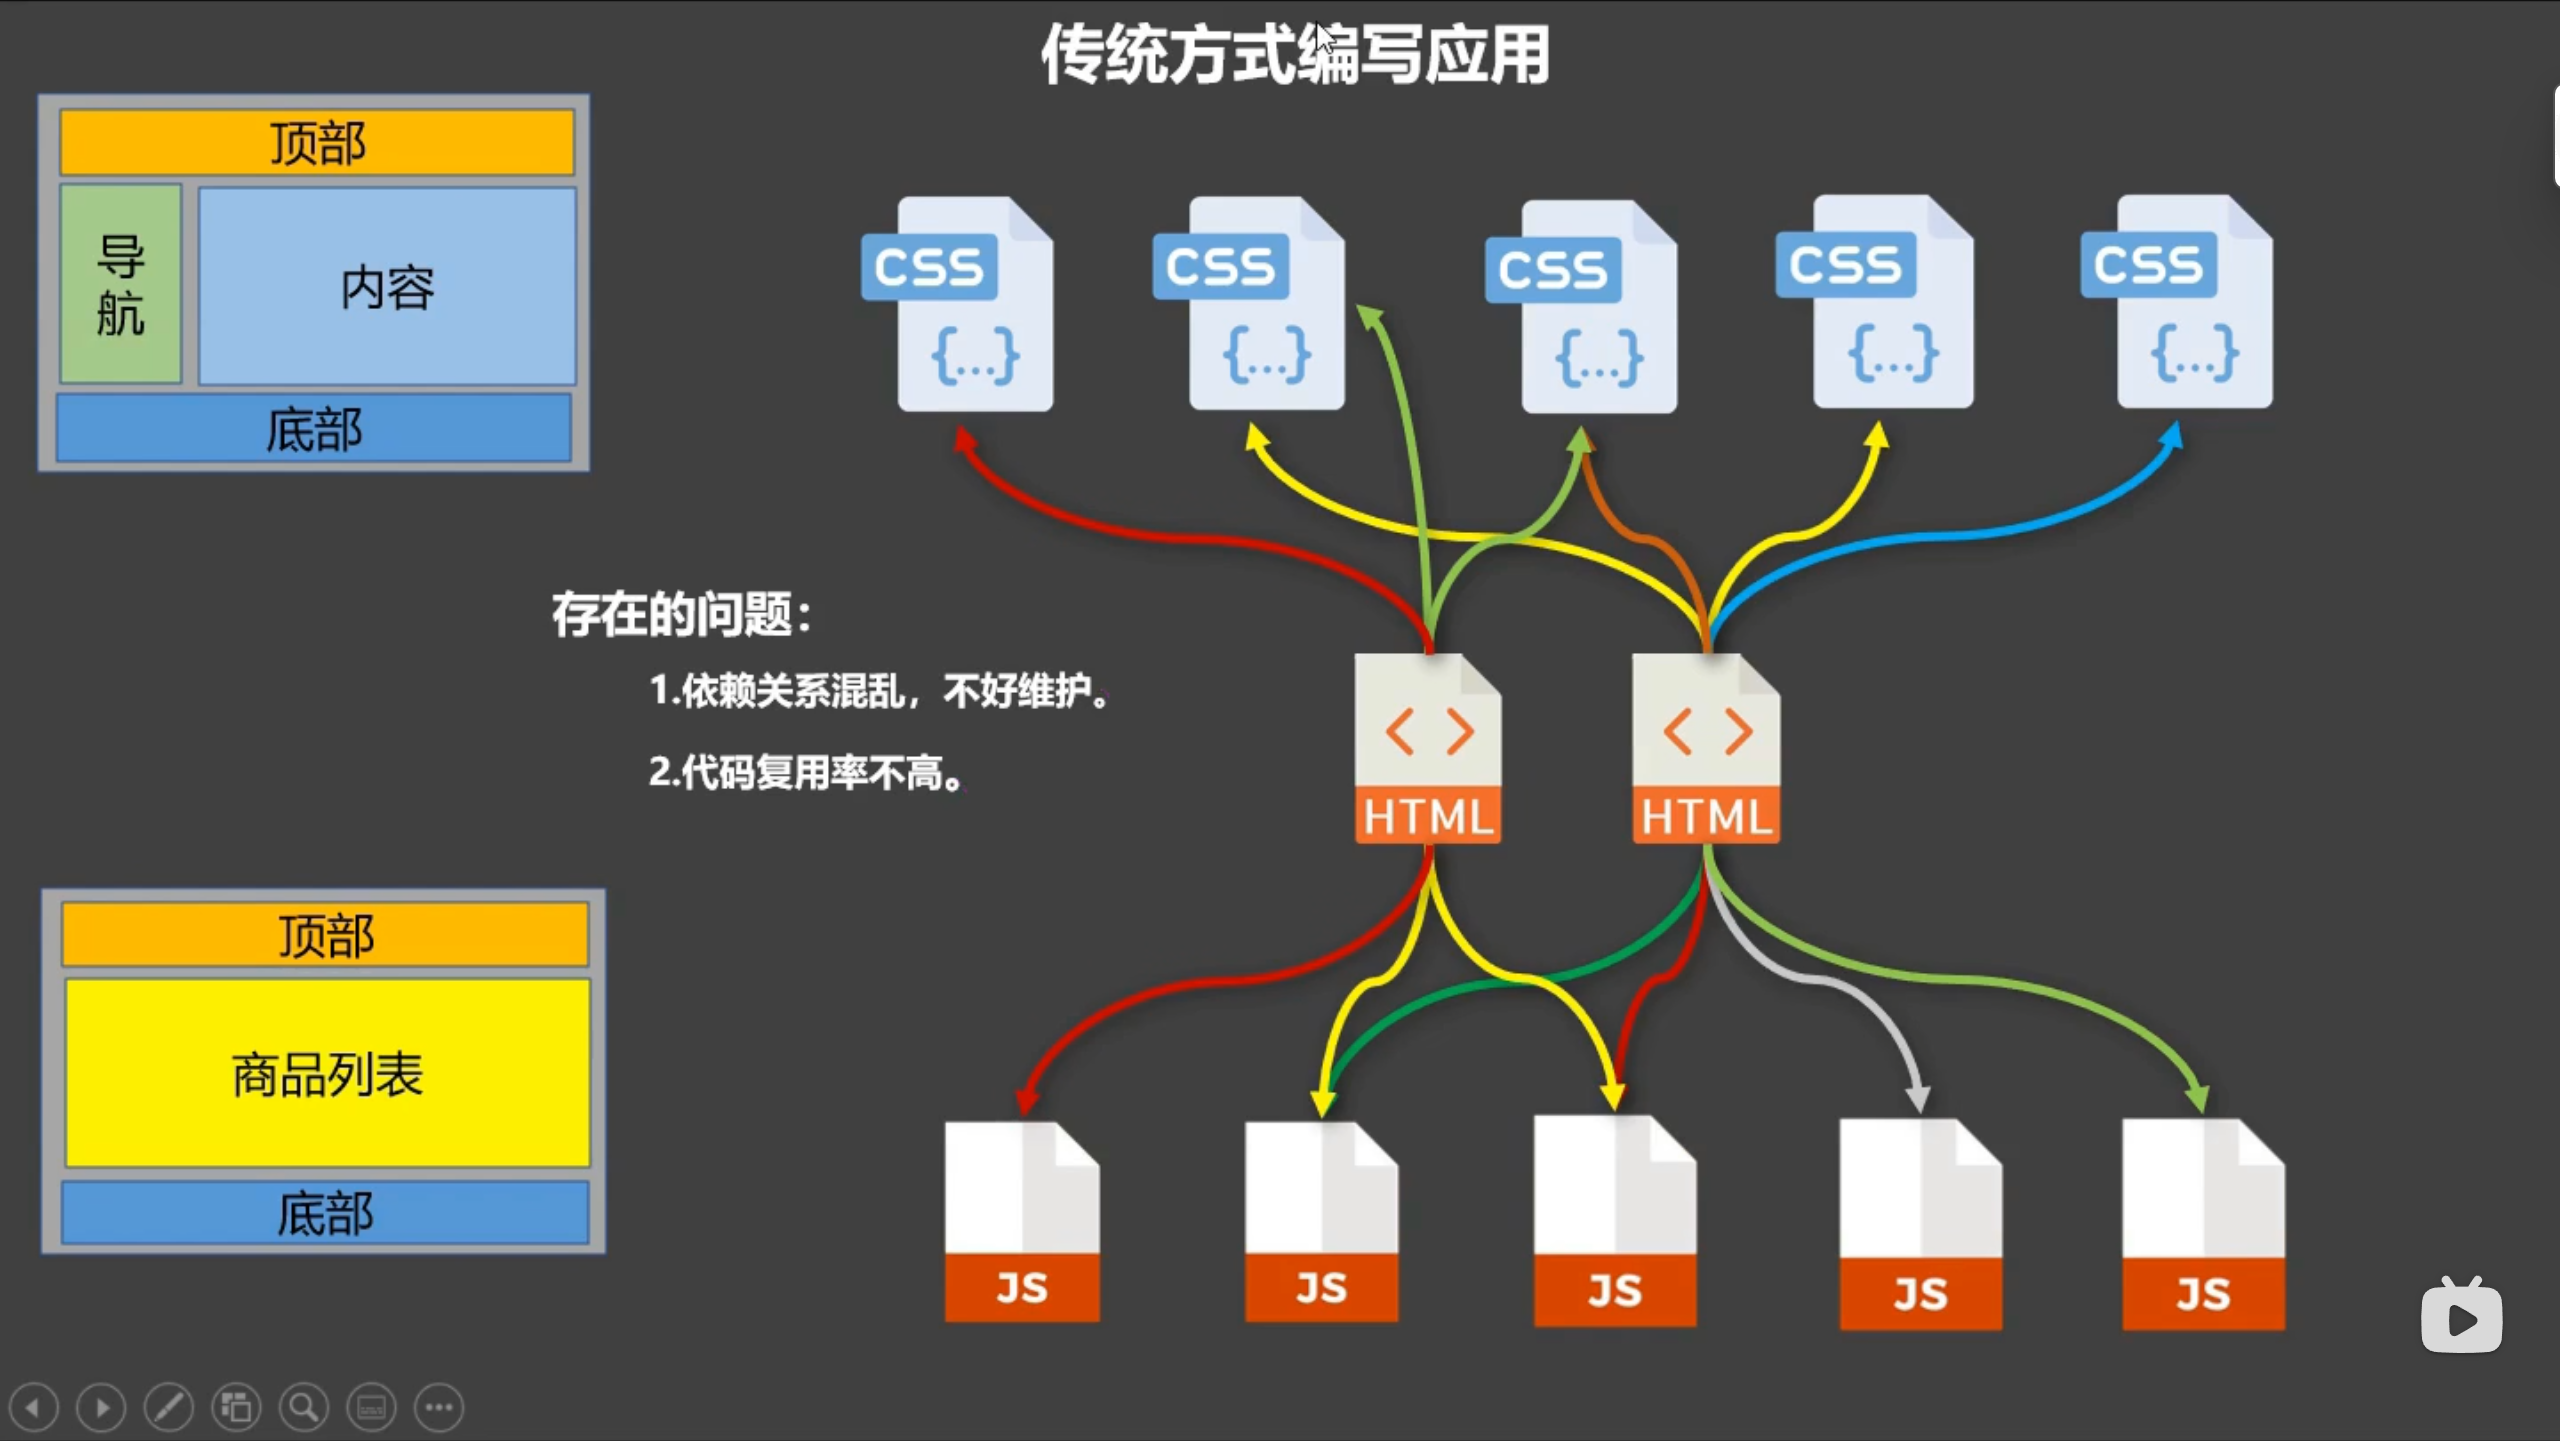 传统方式编写应用
顶部
导
航
内容
底部
CSS
{...}
CSS
{...}
CSS
{...}
CSS
{...}
CSS
{...}
存在的问题：
1.依赖关系混乱，不好维护。
2.代码复用率不高。
< >
HTML
< >
HTML
顶部
商品列表
底部
JS
JS
JS
JS
JS